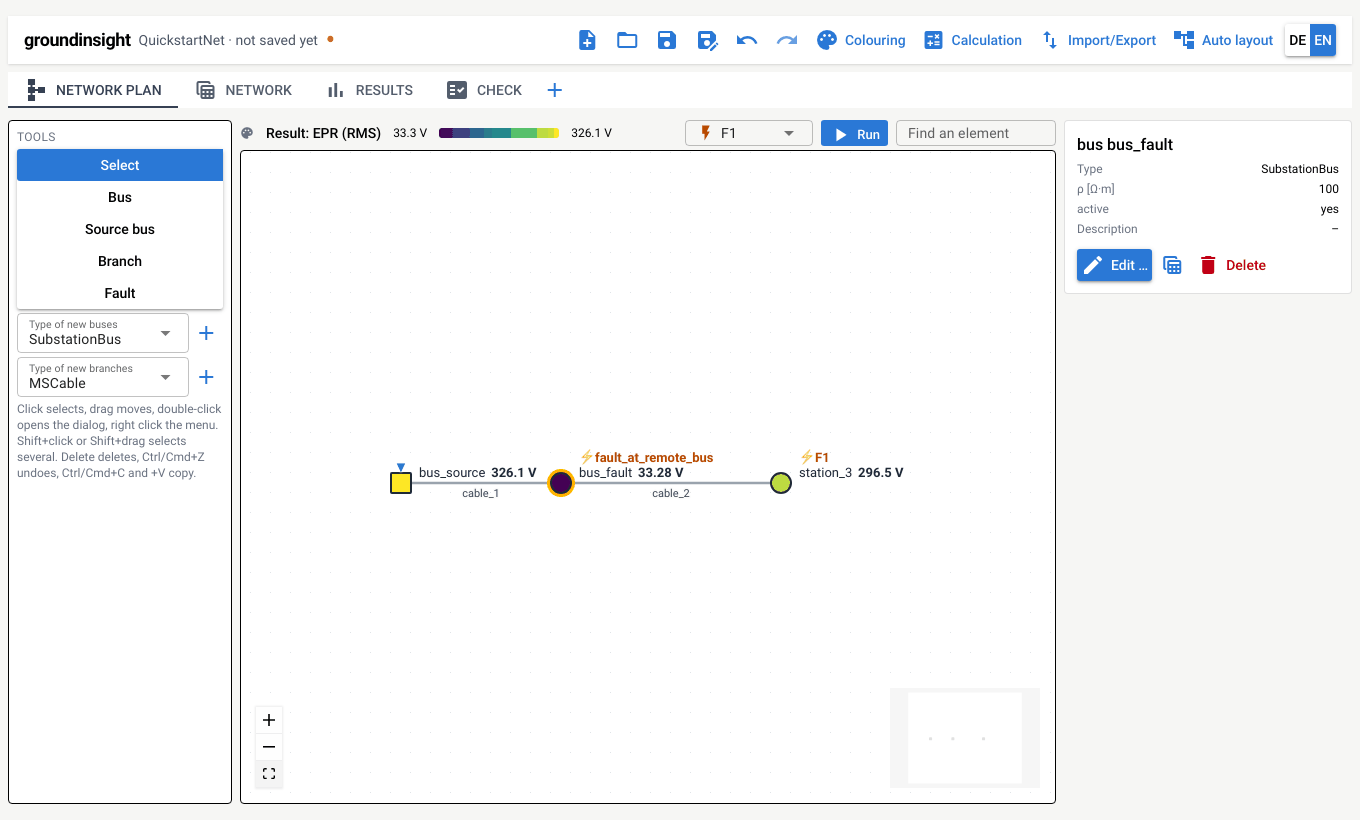 groundinsight QuickstartNet · not saved yet
Colouring Calculation Import/Export Auto layout DE EN
NETWORK PLAN NETWORK RESULTS CHECK
TOOLS
Select
Bus
Source bus
Branch
Fault
Type of new buses
SubstationBus
Type of new branches
MSCable
Click selects, drag moves, double-click
opens the dialog, right click the menu.
Shift+click or Shift+drag selects
several. Delete deletes, Ctrl/Cmd+Z
undoes, Ctrl/Cmd+C and +V copy.
Result: EPR (RMS) 33.3 V 326.1 V
F1
Run
Find an element
⚡fault_at_remote_bus ⚡F1
bus_source 326.1 V bus_fault 33.28 V station_3 296.5 V
cable_1 cable_2
bus bus_fault
Type SubstationBus
ρ [Ω·m] 100
active yes
Description –
Edit ... Delete